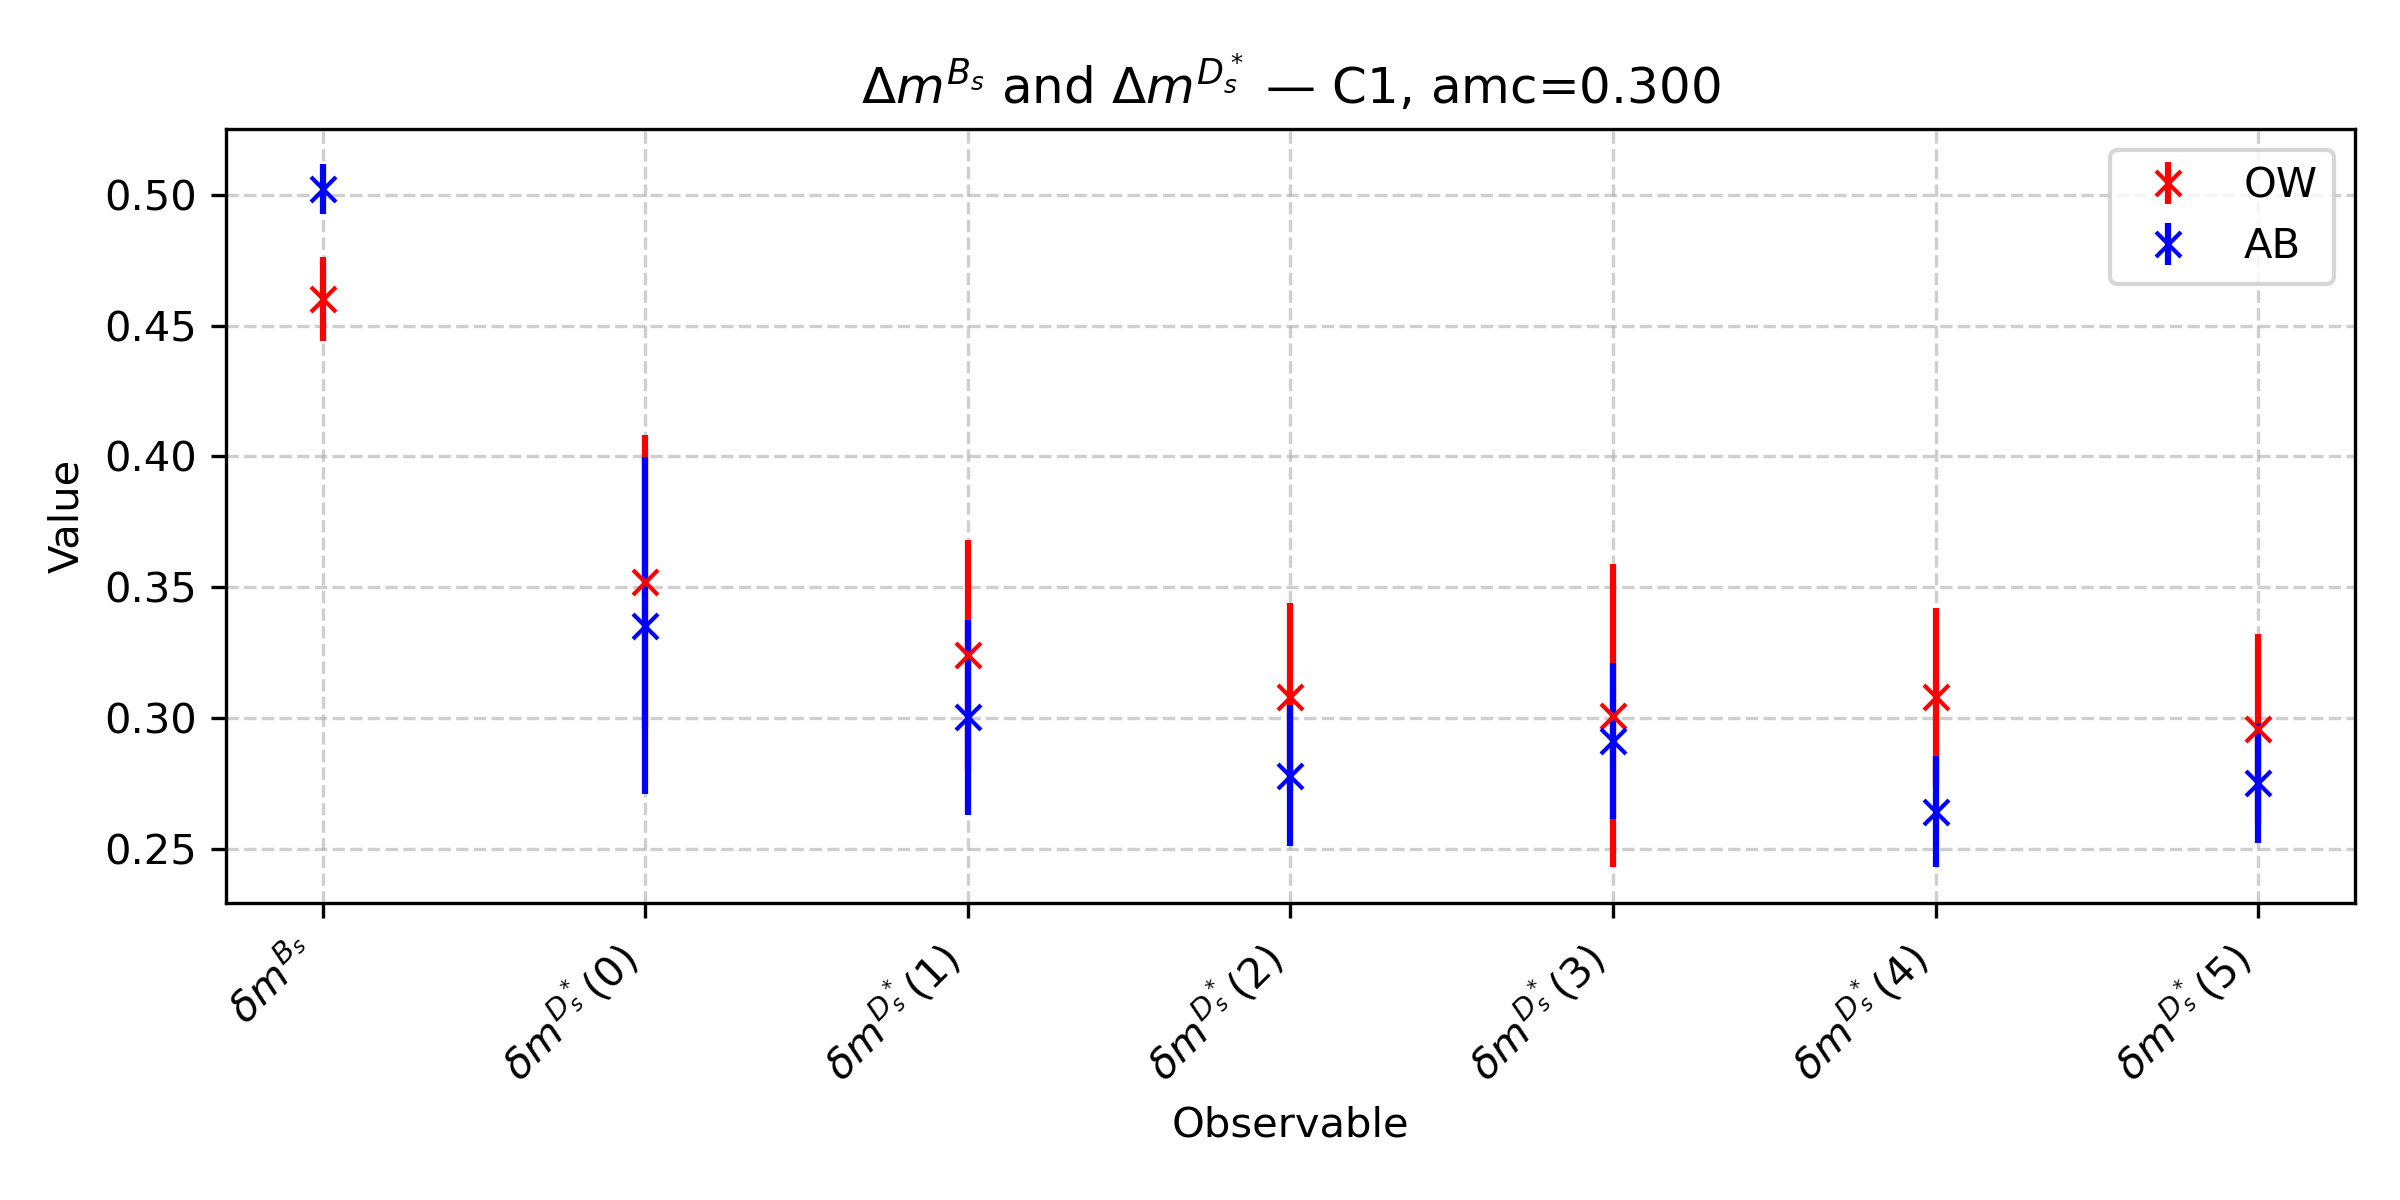 Δm^{B_s} and Δm^{D_s^*} — C1, amc=0.300
OW
AB
Value
0.50
0.45
0.40
0.35
0.30
0.25
δm^{B_s}
δm^{D_s^*}(0)
δm^{D_s^*}(1)
δm^{D_s^*}(2)
δm^{D_s^*}(3)
δm^{D_s^*}(4)
δm^{D_s^*}(5)
Observable